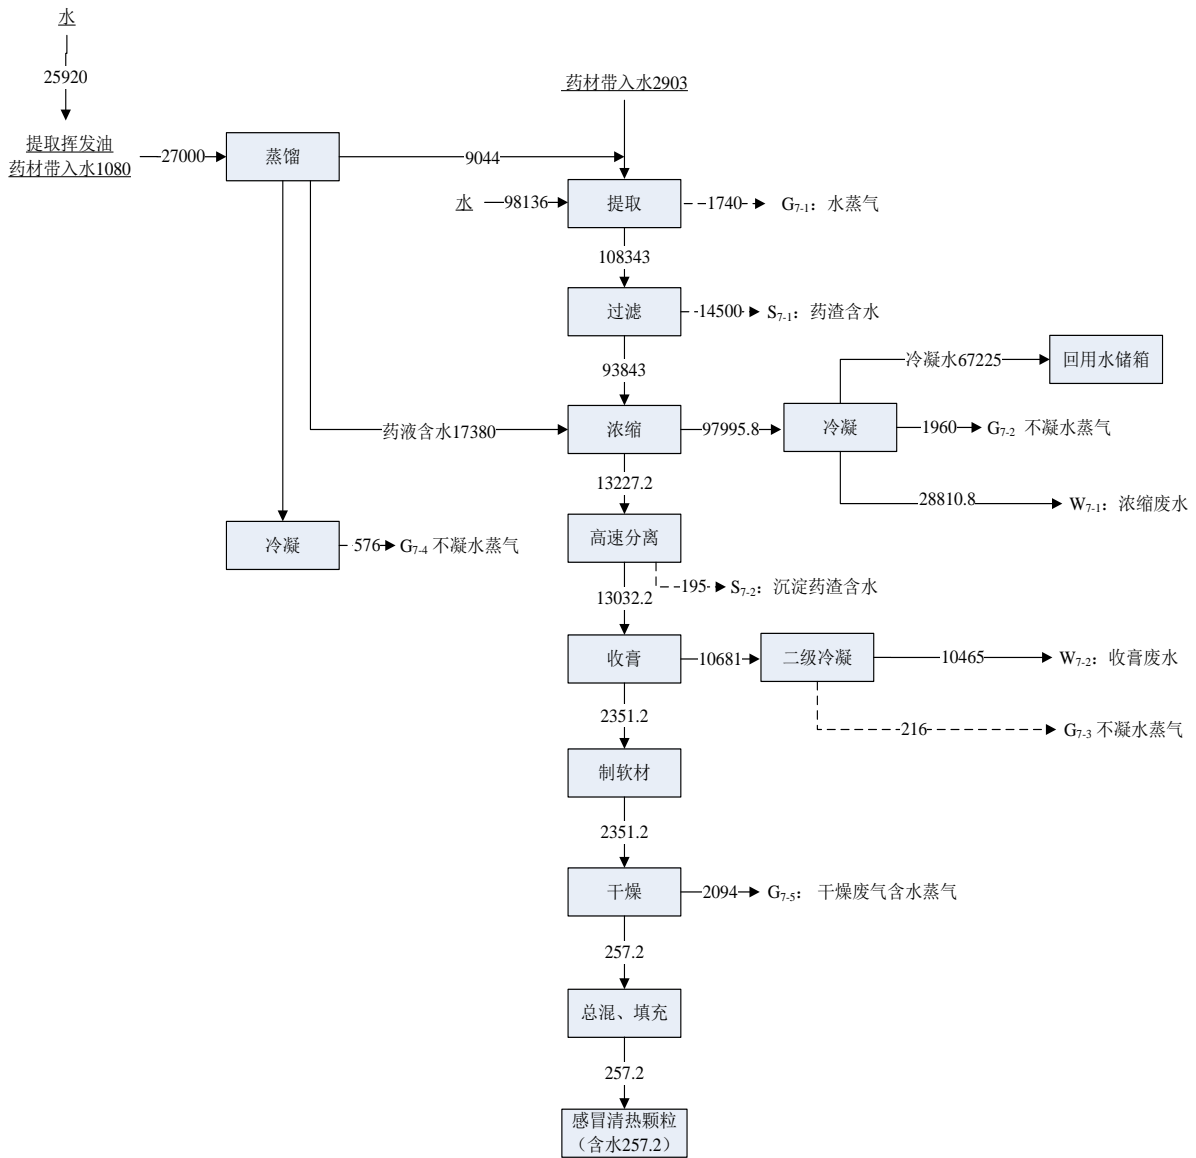 水
25920
药材带入水2903
提取挥发油
药材带入水1080
27000
蒸馏
9044
水
98136
提取
1740
G7-1：水蒸气
108343
过滤
14500
S7-1：药渣含水
93843
冷凝水67225
回用水储箱
药液含水17380
浓缩
97995.8
冷凝
1960
G7-2 不凝水蒸气
13227.2
28810.8
W7-1：浓缩废水
冷凝
576
G7-4 不凝水蒸气
高速分离
195
S7-2：沉淀药渣含水
13032.2
收膏
10681
二级冷凝
10465
W7-2：收膏废水
2351.2
216
G7-3 不凝水蒸气
制软材
2351.2
干燥
2094
G7-5： 干燥废气含水蒸气
257.2
总混、填充
257.2
感冒清热颗粒
（含水257.2）